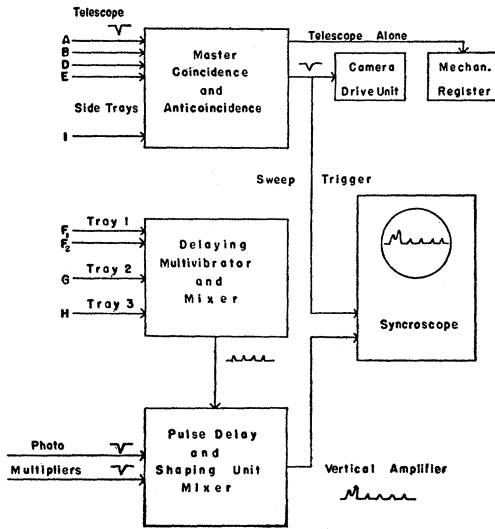 Telescope
A
B
D
E
Side Trays
I
Master
Coincidence
and
Anticoincidence
Telescope Alone
Camera
Drive Unit
Mechan.
Register
Sweep Trigger
F1 Tray 1
F2
G Tray 2
H Tray 3
Delaying
Multivibrator
and
Mixer
Syncroscope
Photo
Multipliers
Pulse Delay
and
Shaping Unit
Mixer
Vertical Amplifier